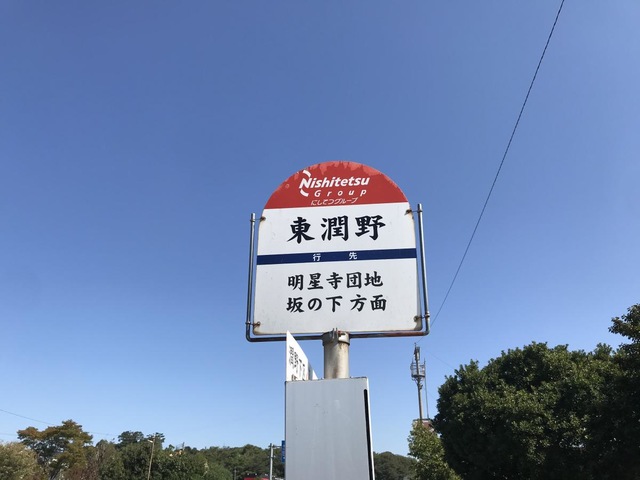 Nishitetsu
Group
にしてつグループ
東潤野
行先
明星寺団地
坂の下方面